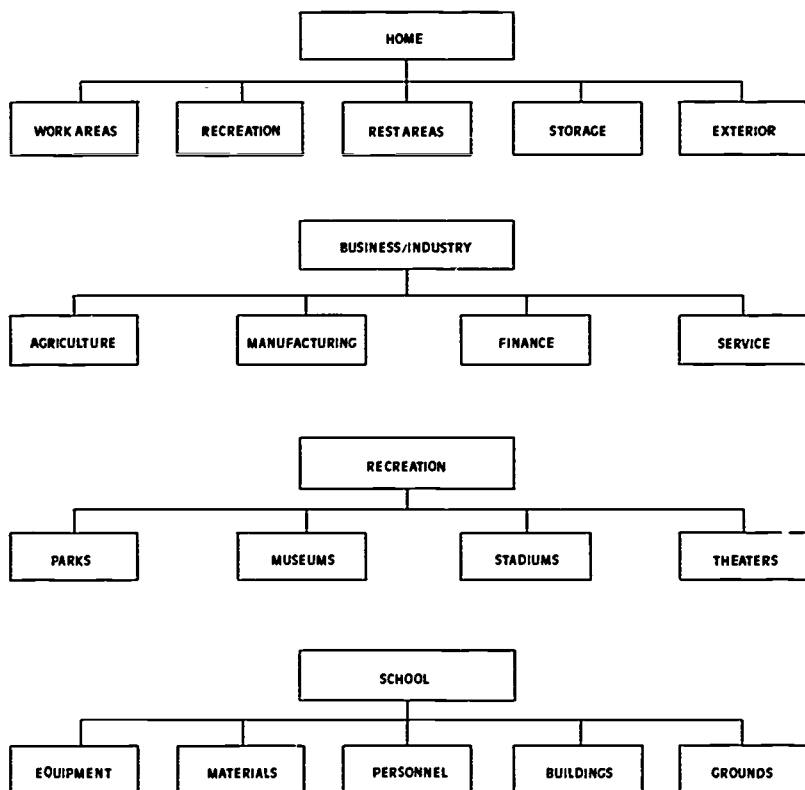 HOME
WORK AREAS RECREATION REST AREAS STORAGE EXTERIOR
BUSINESS/INDUSTRY
AGRICULTURE MANUFACTURING FINANCE SERVICE
RECREATION
PARKS MUSEUMS STADIUMS THEATERS
SCHOOL
EQUIPMENT MATERIALS PERSONNEL BUILDINGS GROUNDS